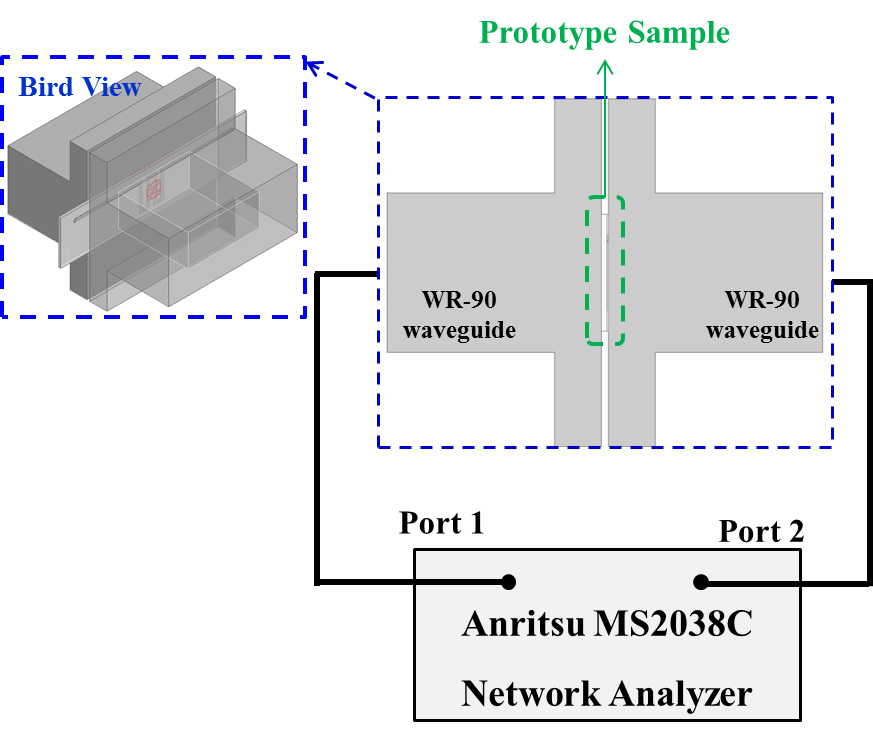 Prototype Sample
Bird View
WR-90
waveguide
WR-90
waveguide
Port 1
Port 2
Anritsu MS2038C
Network Analyzer